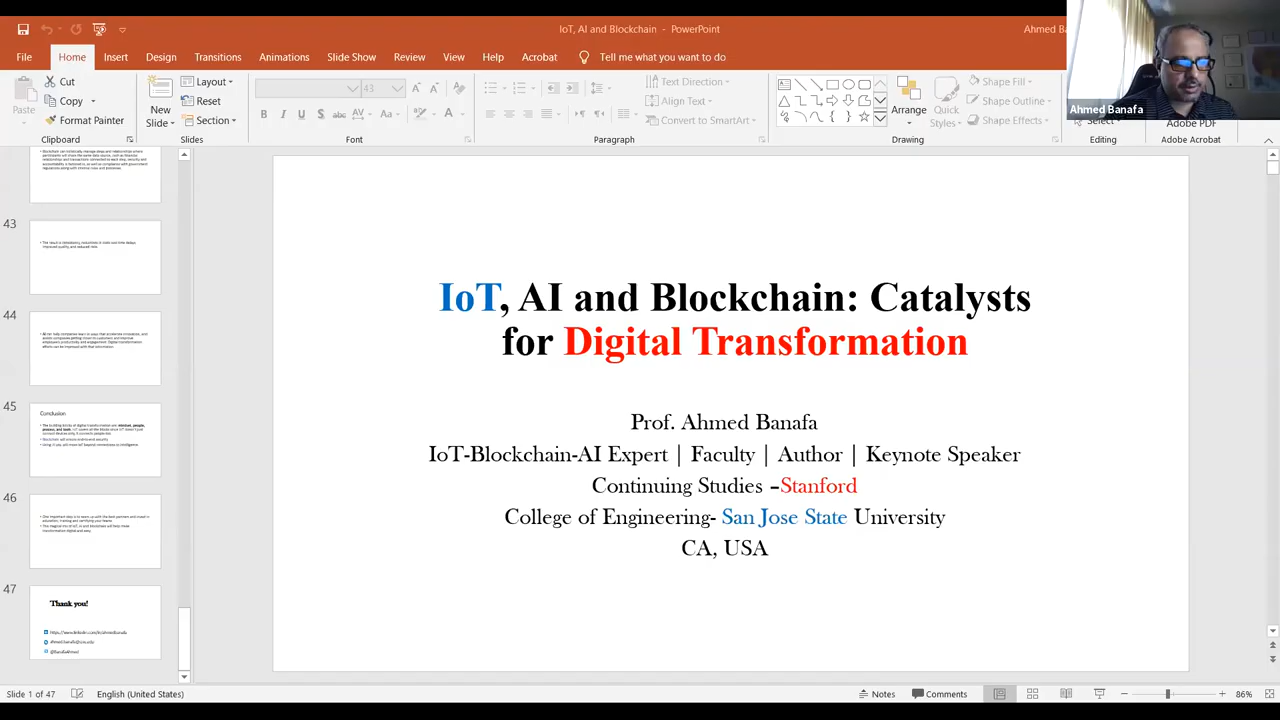 IoT, AI and Blockchain - PowerPoint
Ahmed Ba
File Home Insert Design Transitions Animations Slide Show Review View Help Acrobat Tell me what you want to do
Ahmed Banafa
Paste
Cut
Copy
Format Painter
Clipboard
New
Slide
Layout
Reset
Section
Slides
43
Font
Text Direction
Align Text
Convert to SmartArt
Paragraph
Arrange
Quick
Styles
Shape Fill
Shape Outline
Shape Effects
Drawing
Select
Editing
Adobe PDF
Adobe Acrobat
43
44
45
Conclusion
46
47
Thank you!
IoT, AI and Blockchain: Catalysts
for Digital Transformation
Prof. Ahmed Banafa
IoT-Blockchain-AI Expert | Faculty | Author | Keynote Speaker
Continuing Studies –Stanford
College of Engineering- San Jose State University
CA, USA
Slide 1 of 47 English (United States) Notes Comments 86%